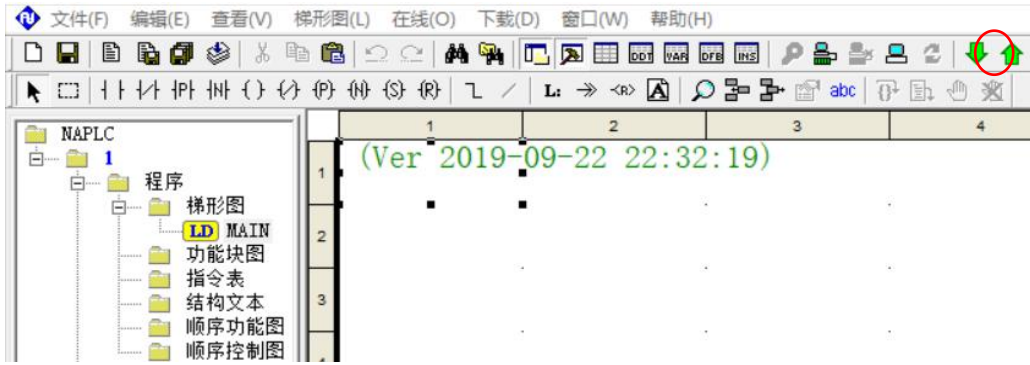 文件(F) 编辑(E) 查看(V) 梯形图(L) 在线(O) 下载(D) 窗口(W) 帮助(H)
DDT VAR DFB INS
P N P N S R L: R A abc
NAPLC
1 2 3 4
1
程序
梯形图
LD MAIN
功能块图
指令表
结构文本
顺序功能图
顺序控制图
1
(Ver 2019-09-22 22:32:19)
2
3